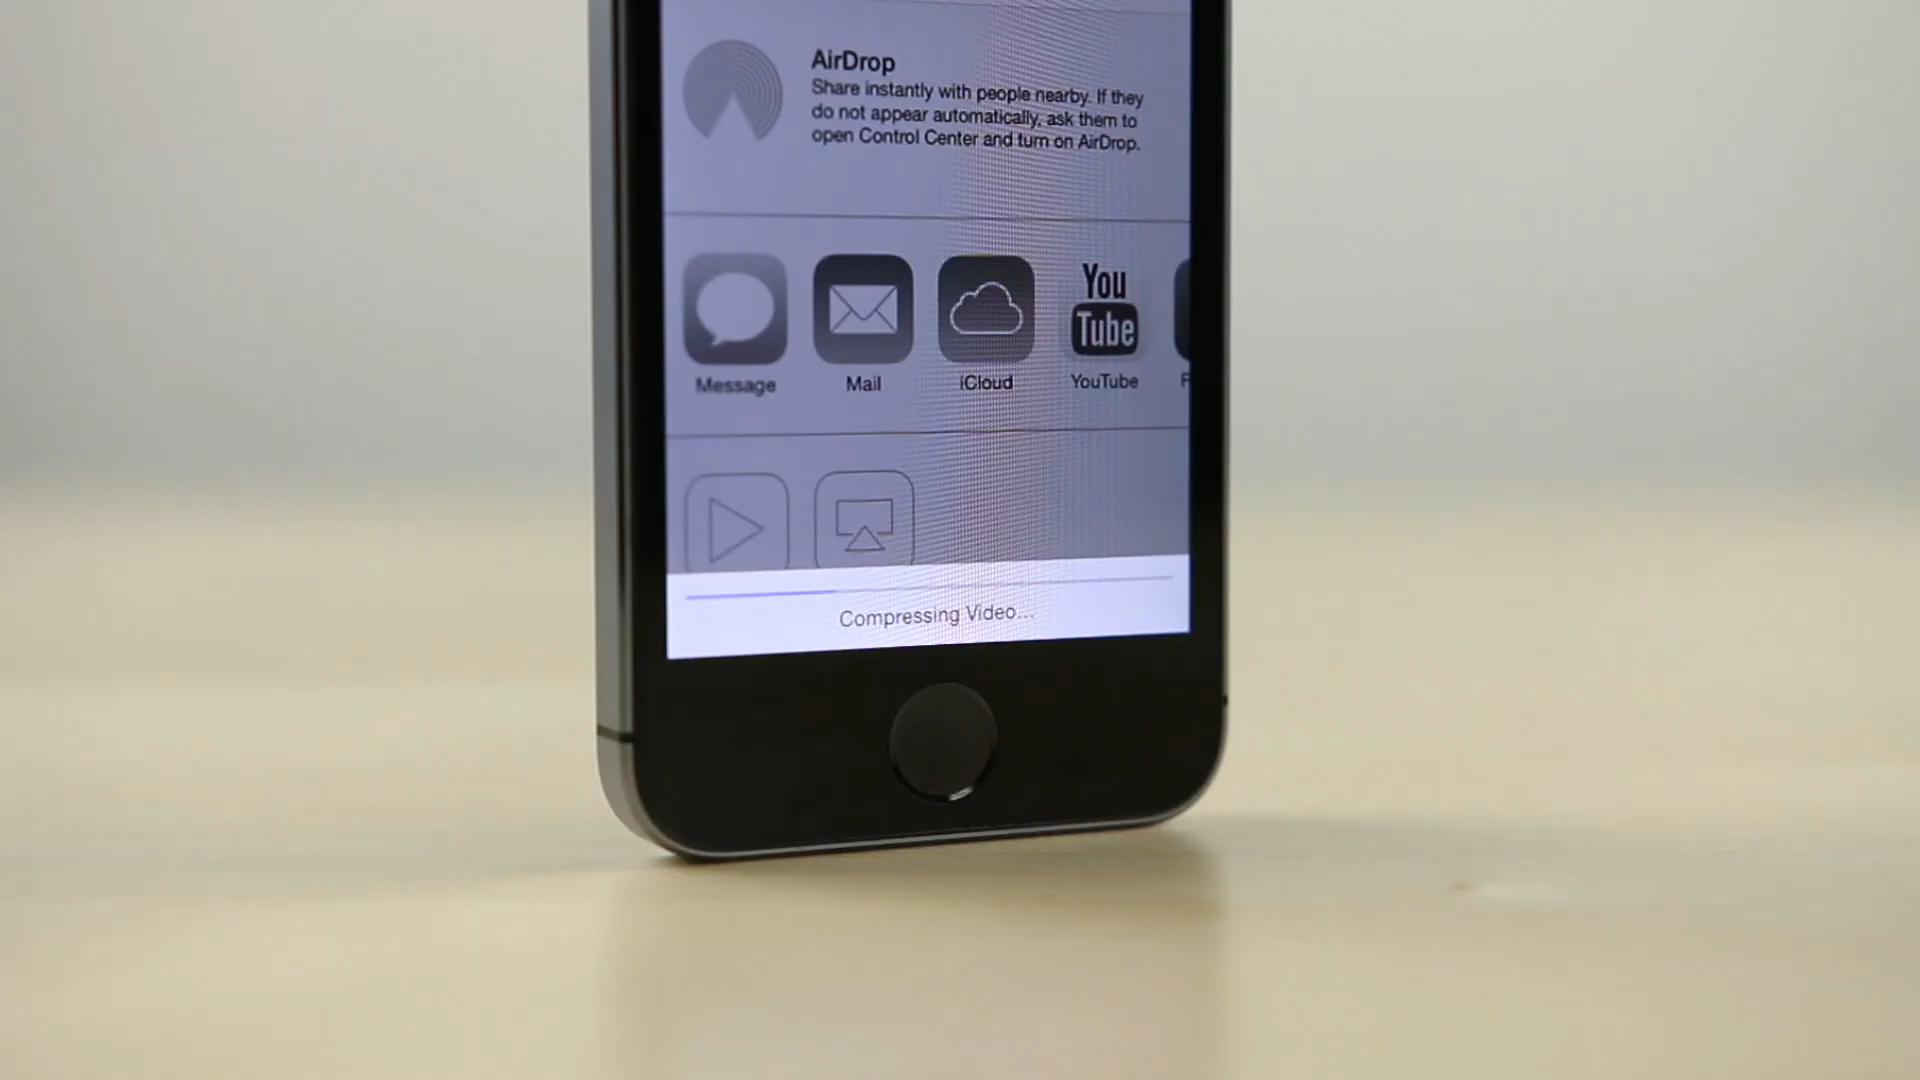 AirDrop
Share instantly with people nearby. If they
do not appear automatically, ask them to
open Control Center and turn on AirDrop.
You
Tube
Message
Mail
iCloud
YouTube
F
Compressing Video...